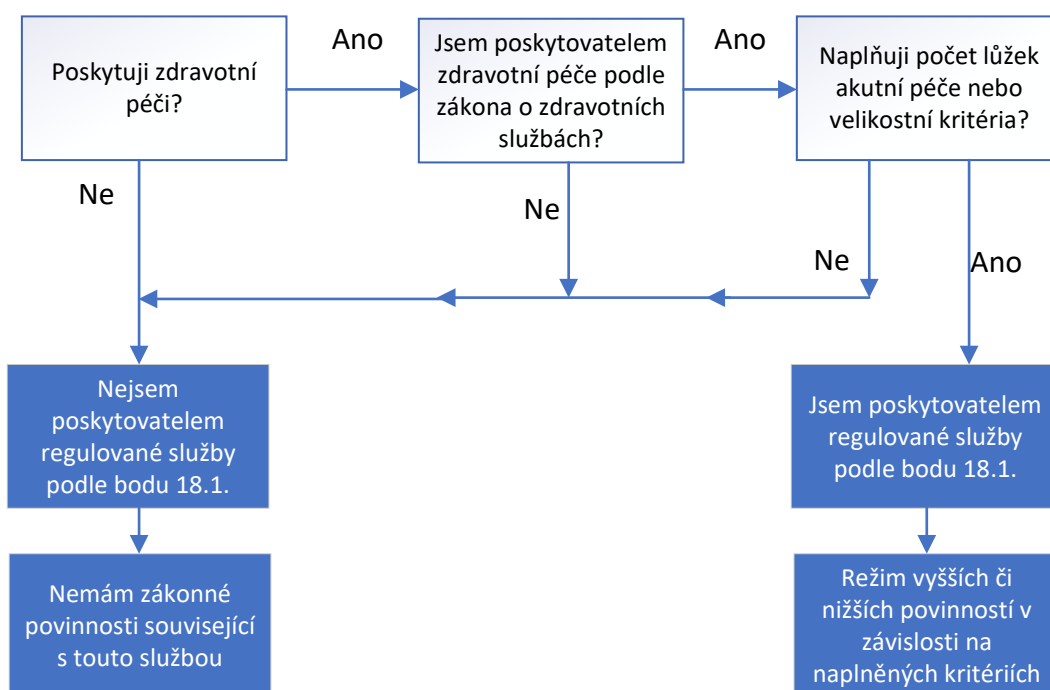 Poskytuji zdravotní
péči?
Ano
Jsem poskytovatelem
zdravotní péče podle
zákona o zdravotních
službách?
Ano
Naplňuji počet lůžek
akutní péče nebo
velikostní kritéria?
Ne
Ne
Ne
Ano
Nejsem
poskytovatelem
regulované služby
podle bodu 18.1.
Jsem poskytovatelem
regulované služby
podle bodu 18.1.
Nemám zákonné
povinnosti související
s touto službou
Režim vyšších či
nižších povinností v
závislosti na
naplněných kritériích